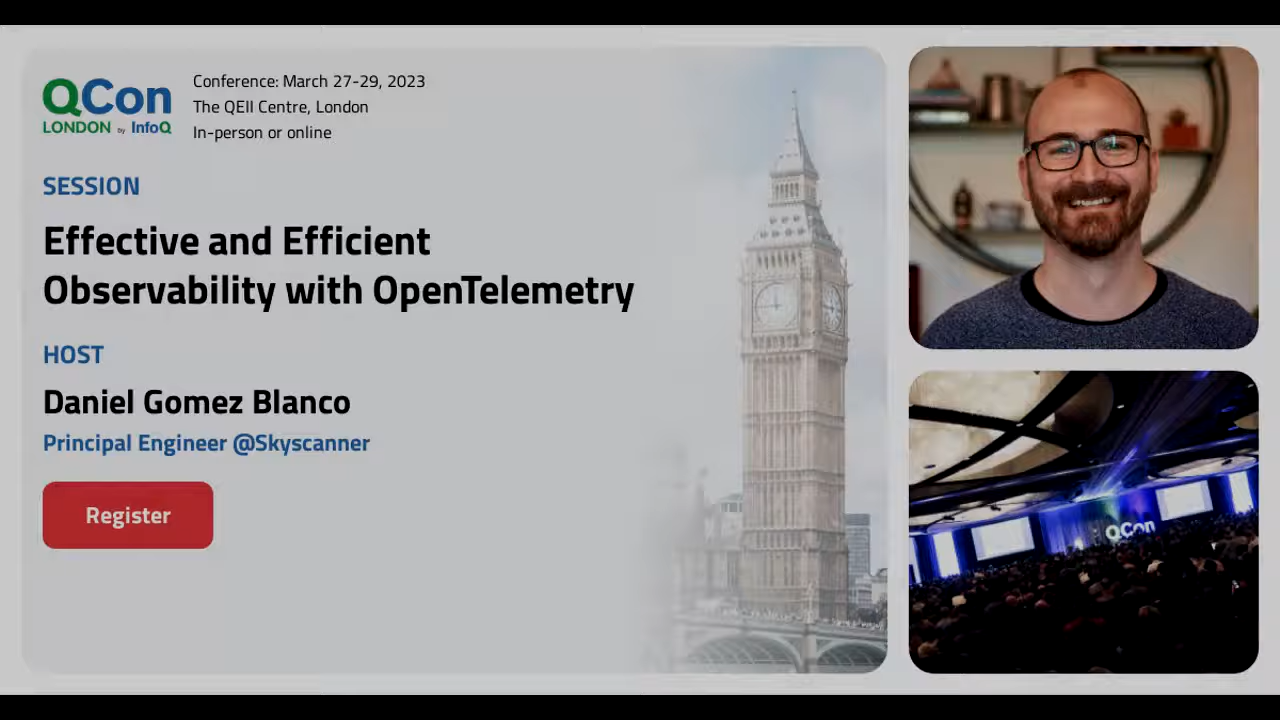 QCon
LONDON by InfoQ
Conference: March 27-29, 2023
The QEII Centre, London
In-person or online
SESSION
Effective and Efficient
Observability with OpenTelemetry
HOST
Daniel Gomez Blanco
Principal Engineer @Skyscanner
Register
QCon